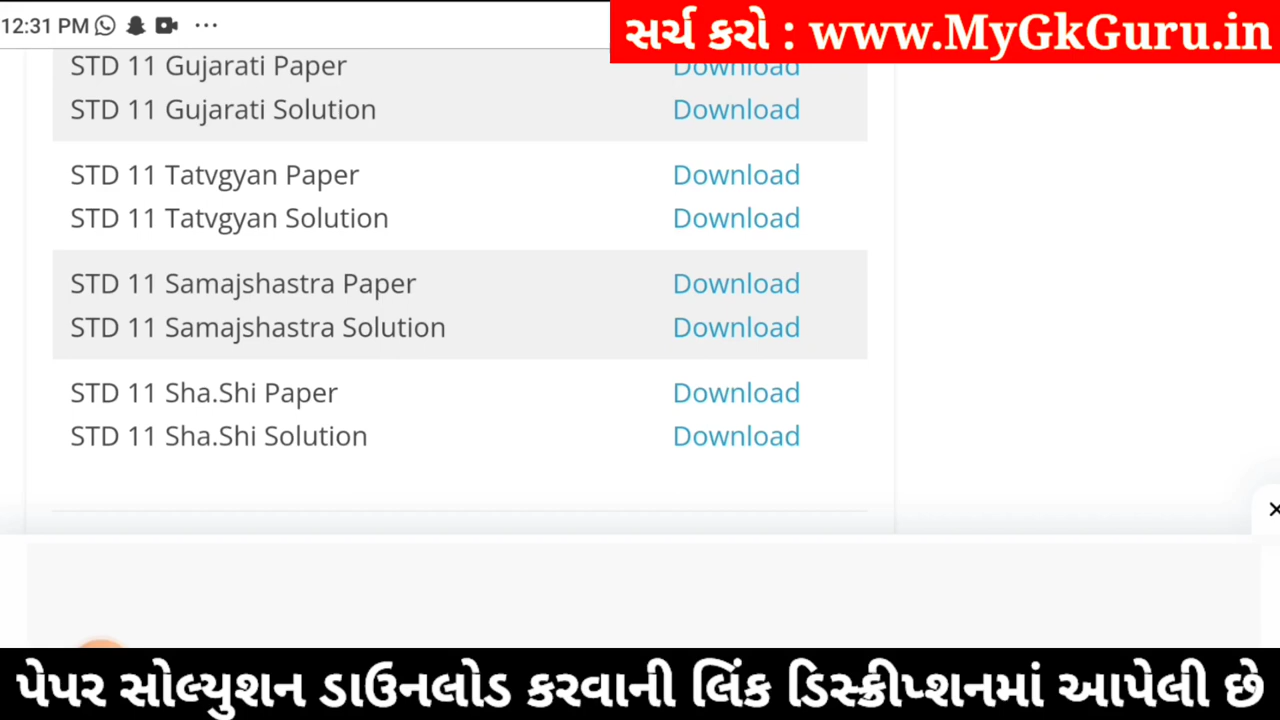 12:31 PM ...
સર્ચ કરો : www.MyGkGuru.in
STD 11 Gujarati Paper Download
STD 11 Gujarati Solution Download
STD 11 Tatvgyan Paper Download
STD 11 Tatvgyan Solution Download
STD 11 Samajshastra Paper Download
STD 11 Samajshastra Solution Download
STD 11 Sha.Shi Paper Download
STD 11 Sha.Shi Solution Download
પેપર સોલ્યુશન ડાઉનલોડ કરવાની લિંક ડિસ્ક્રીપ્શનમાં આપેલી છે